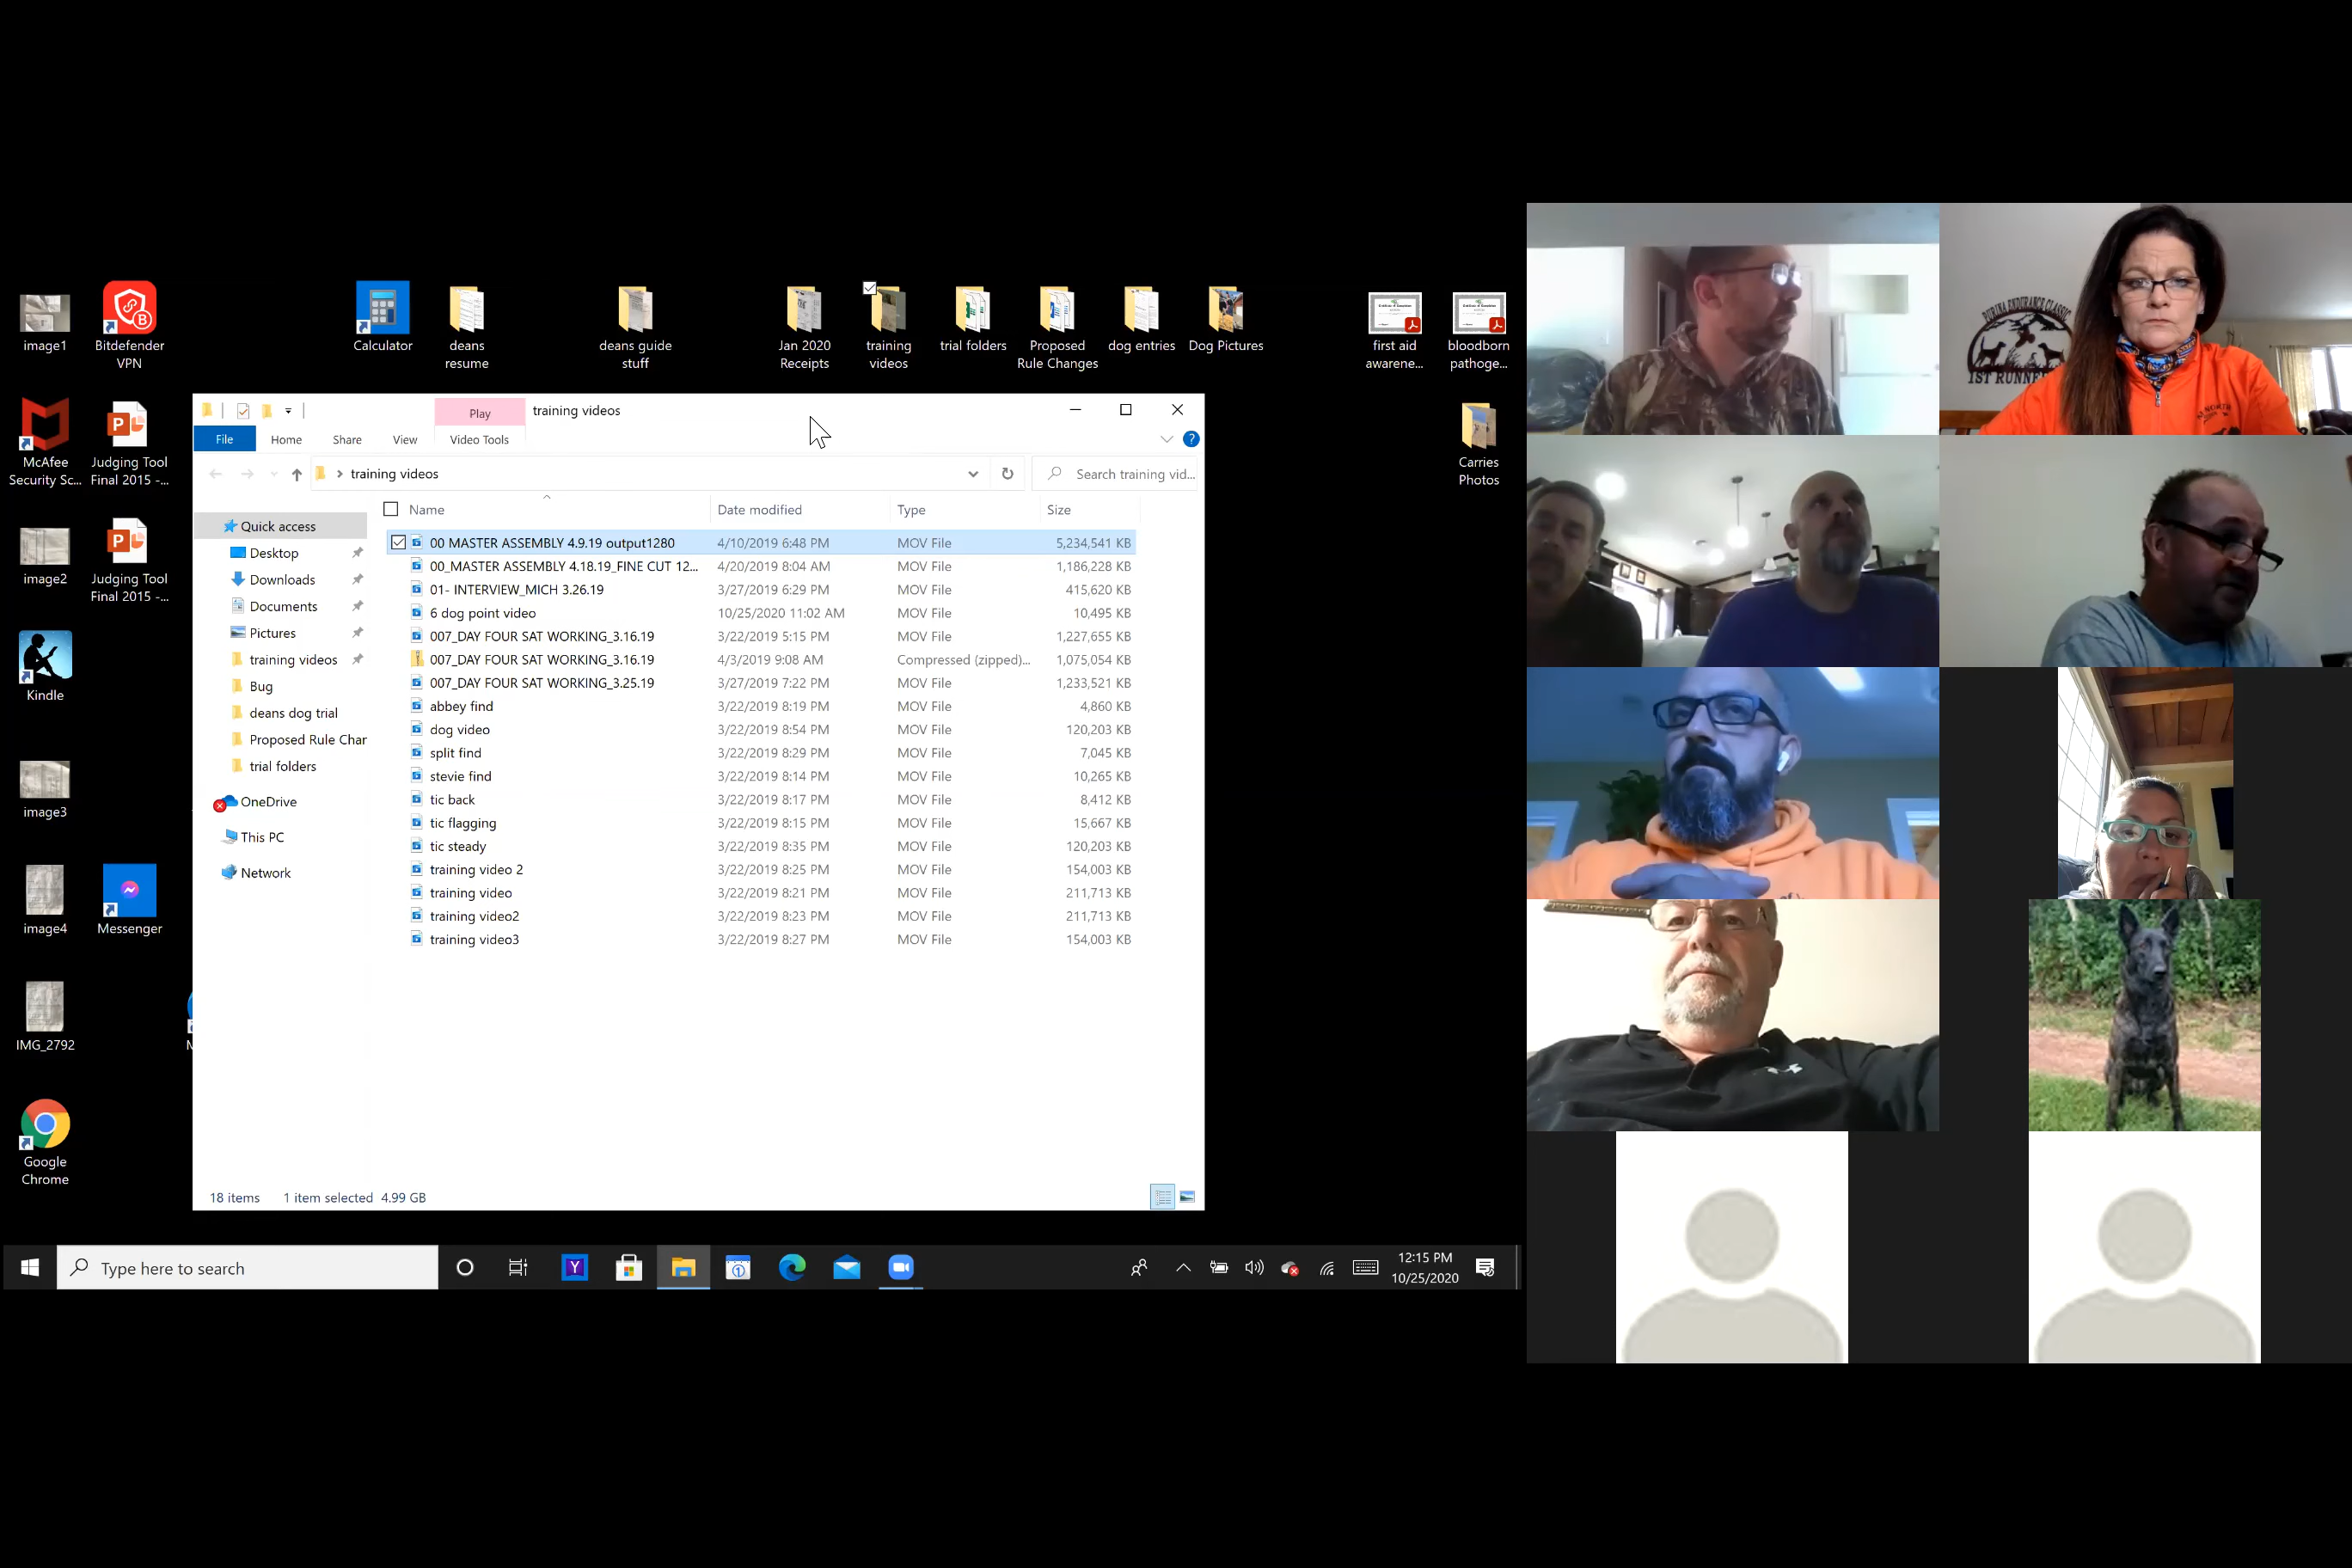 image1
Bitdefender
VPN
Calculator
deans
resume
deans guide
stuff
Jan 2020
Receipts
training
videos
trial folders
Proposed
Rule Changes
dog entries
Dog Pictures
first aid
awarene...
bloodborn
pathoge...
McAfee
Security Sc...
Judging Tool
Final 2015 -...
Carries
Photos
image2
Judging Tool
Final 2015 -...
Kindle
image3
image4
Messenger
IMG_2792
Google
Chrome
Play
training videos
File
Home
Share
View
Video Tools
training videos
Search training vid...
Name
Date modified
Type
Size
Quick access
Desktop
Downloads
Documents
Pictures
training videos
Bug
deans dog trial
Proposed Rule Char
trial folders
OneDrive
This PC
Network
00 MASTER ASSEMBLY 4.9.19 output1280 4/10/2019 6:48 PM MOV File 5,234,541 KB
00_MASTER ASSEMBLY 4.18.19_FINE CUT 12... 4/20/2019 8:04 AM MOV File 1,186,228 KB
01- INTERVIEW_MICH 3.26.19 3/27/2019 6:29 PM MOV File 415,620 KB
6 dog point video 10/25/2020 11:02 AM MOV File 10,495 KB
007_DAY FOUR SAT WORKING_3.16.19 3/22/2019 5:15 PM MOV File 1,227,655 KB
007_DAY FOUR SAT WORKING_3.16.19 4/3/2019 9:08 AM Compressed (zipped)... 1,075,054 KB
007_DAY FOUR SAT WORKING_3.25.19 3/27/2019 7:22 PM MOV File 1,233,521 KB
abbey find 3/22/2019 8:19 PM MOV File 4,860 KB
dog video 3/22/2019 8:54 PM MOV File 120,203 KB
split find 3/22/2019 8:29 PM MOV File 7,045 KB
stevie find 3/22/2019 8:14 PM MOV File 10,265 KB
tic back 3/22/2019 8:17 PM MOV File 8,412 KB
tic flagging 3/22/2019 8:15 PM MOV File 15,667 KB
tic steady 3/22/2019 8:35 PM MOV File 120,203 KB
training video 2 3/22/2019 8:25 PM MOV File 154,003 KB
training video 3/22/2019 8:21 PM MOV File 211,713 KB
training video2 3/22/2019 8:23 PM MOV File 211,713 KB
training video3 3/22/2019 8:27 PM MOV File 154,003 KB
18 items 1 item selected 4.99 GB
Type here to search
12:15 PM
10/25/2020
PURINA ENDURANCE CLASSIC
1ST RUNNE